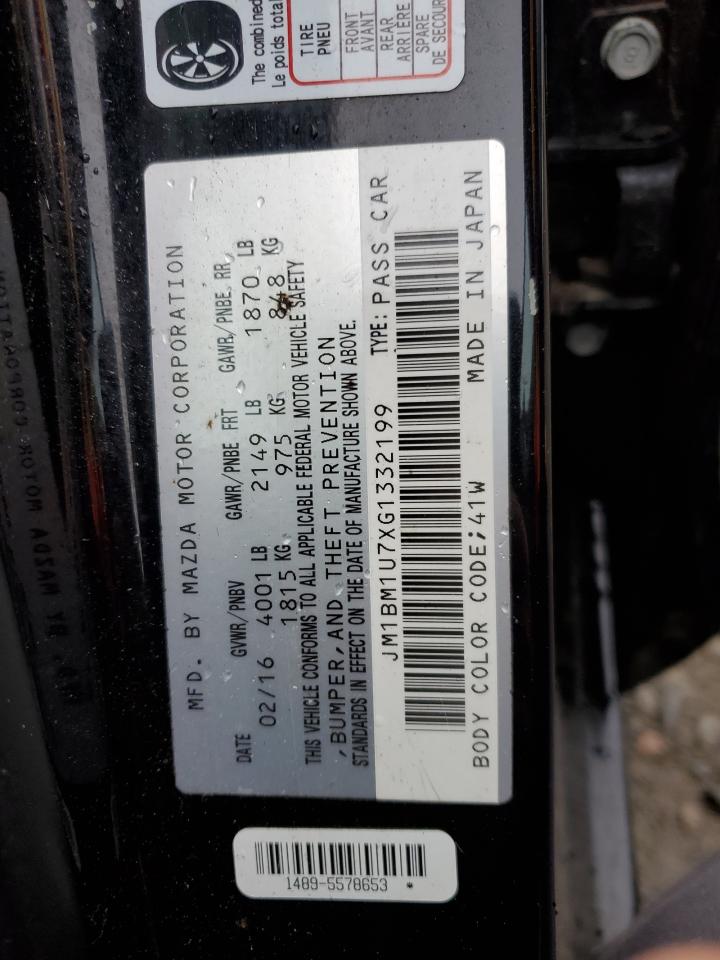 The combined
Le poids total
TIRE
PNEU
FRONT
AVANT
REAR
ARRIÈRE
SPARE
DE SECOUR
MFD. BY MAZDA MOTOR CORPORATION
DATE GVWR/PNBV GAWR/PNBE FRT GAWR/PNBE RR
02/16 4001 LB 2149 LB 1870 LB
1815 KG 975 KG 848 KG
THIS VEHICLE CONFORMS TO ALL APPLICABLE FEDERAL MOTOR VEHICLE SAFETY
,BUMPER,AND THEFT PREVENTION
STANDARDS IN EFFECT ON THE DATE OF MANUFACTURE SHOWN ABOVE.
JM1BM1U7XG1332199 TYPE: PASS CAR
BODY COLOR CODE;41W MADE IN JAPAN
1489-5578653 *